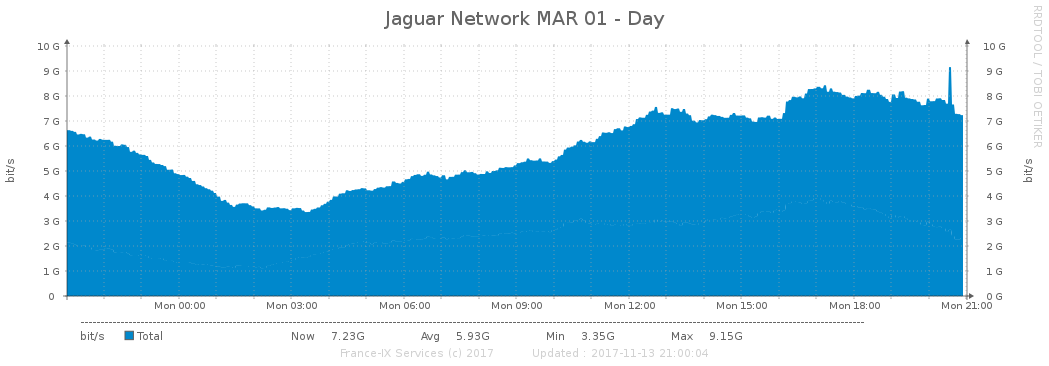 Jaguar Network MAR 01 - Day
RRDTOOL / TOBI OETIKER
10 G 10 G
9 G 9 G
8 G 8 G
7 G 7 G
6 G 6 G
5 G 5 G
4 G 4 G
3 G 3 G
2 G 2 G
1 G 1 G
0 0 G
bit/s
bit/s
Mon 00:00 Mon 03:00 Mon 06:00 Mon 09:00 Mon 12:00 Mon 15:00 Mon 18:00 Mon 21:00
bit/s Total Now 7.23G Avg 5.93G Min 3.35G Max 9.15G
France-IX Services (c) 2017 Updated : 2017-11-13 21:00:04